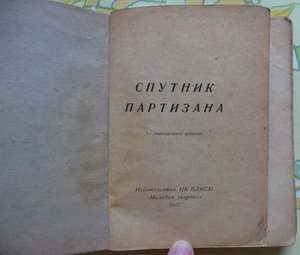 СПУТНИК
ПАРТИЗАНА
Издательство ЦК ВЛКСМ
«Молодая гвардия»
1942